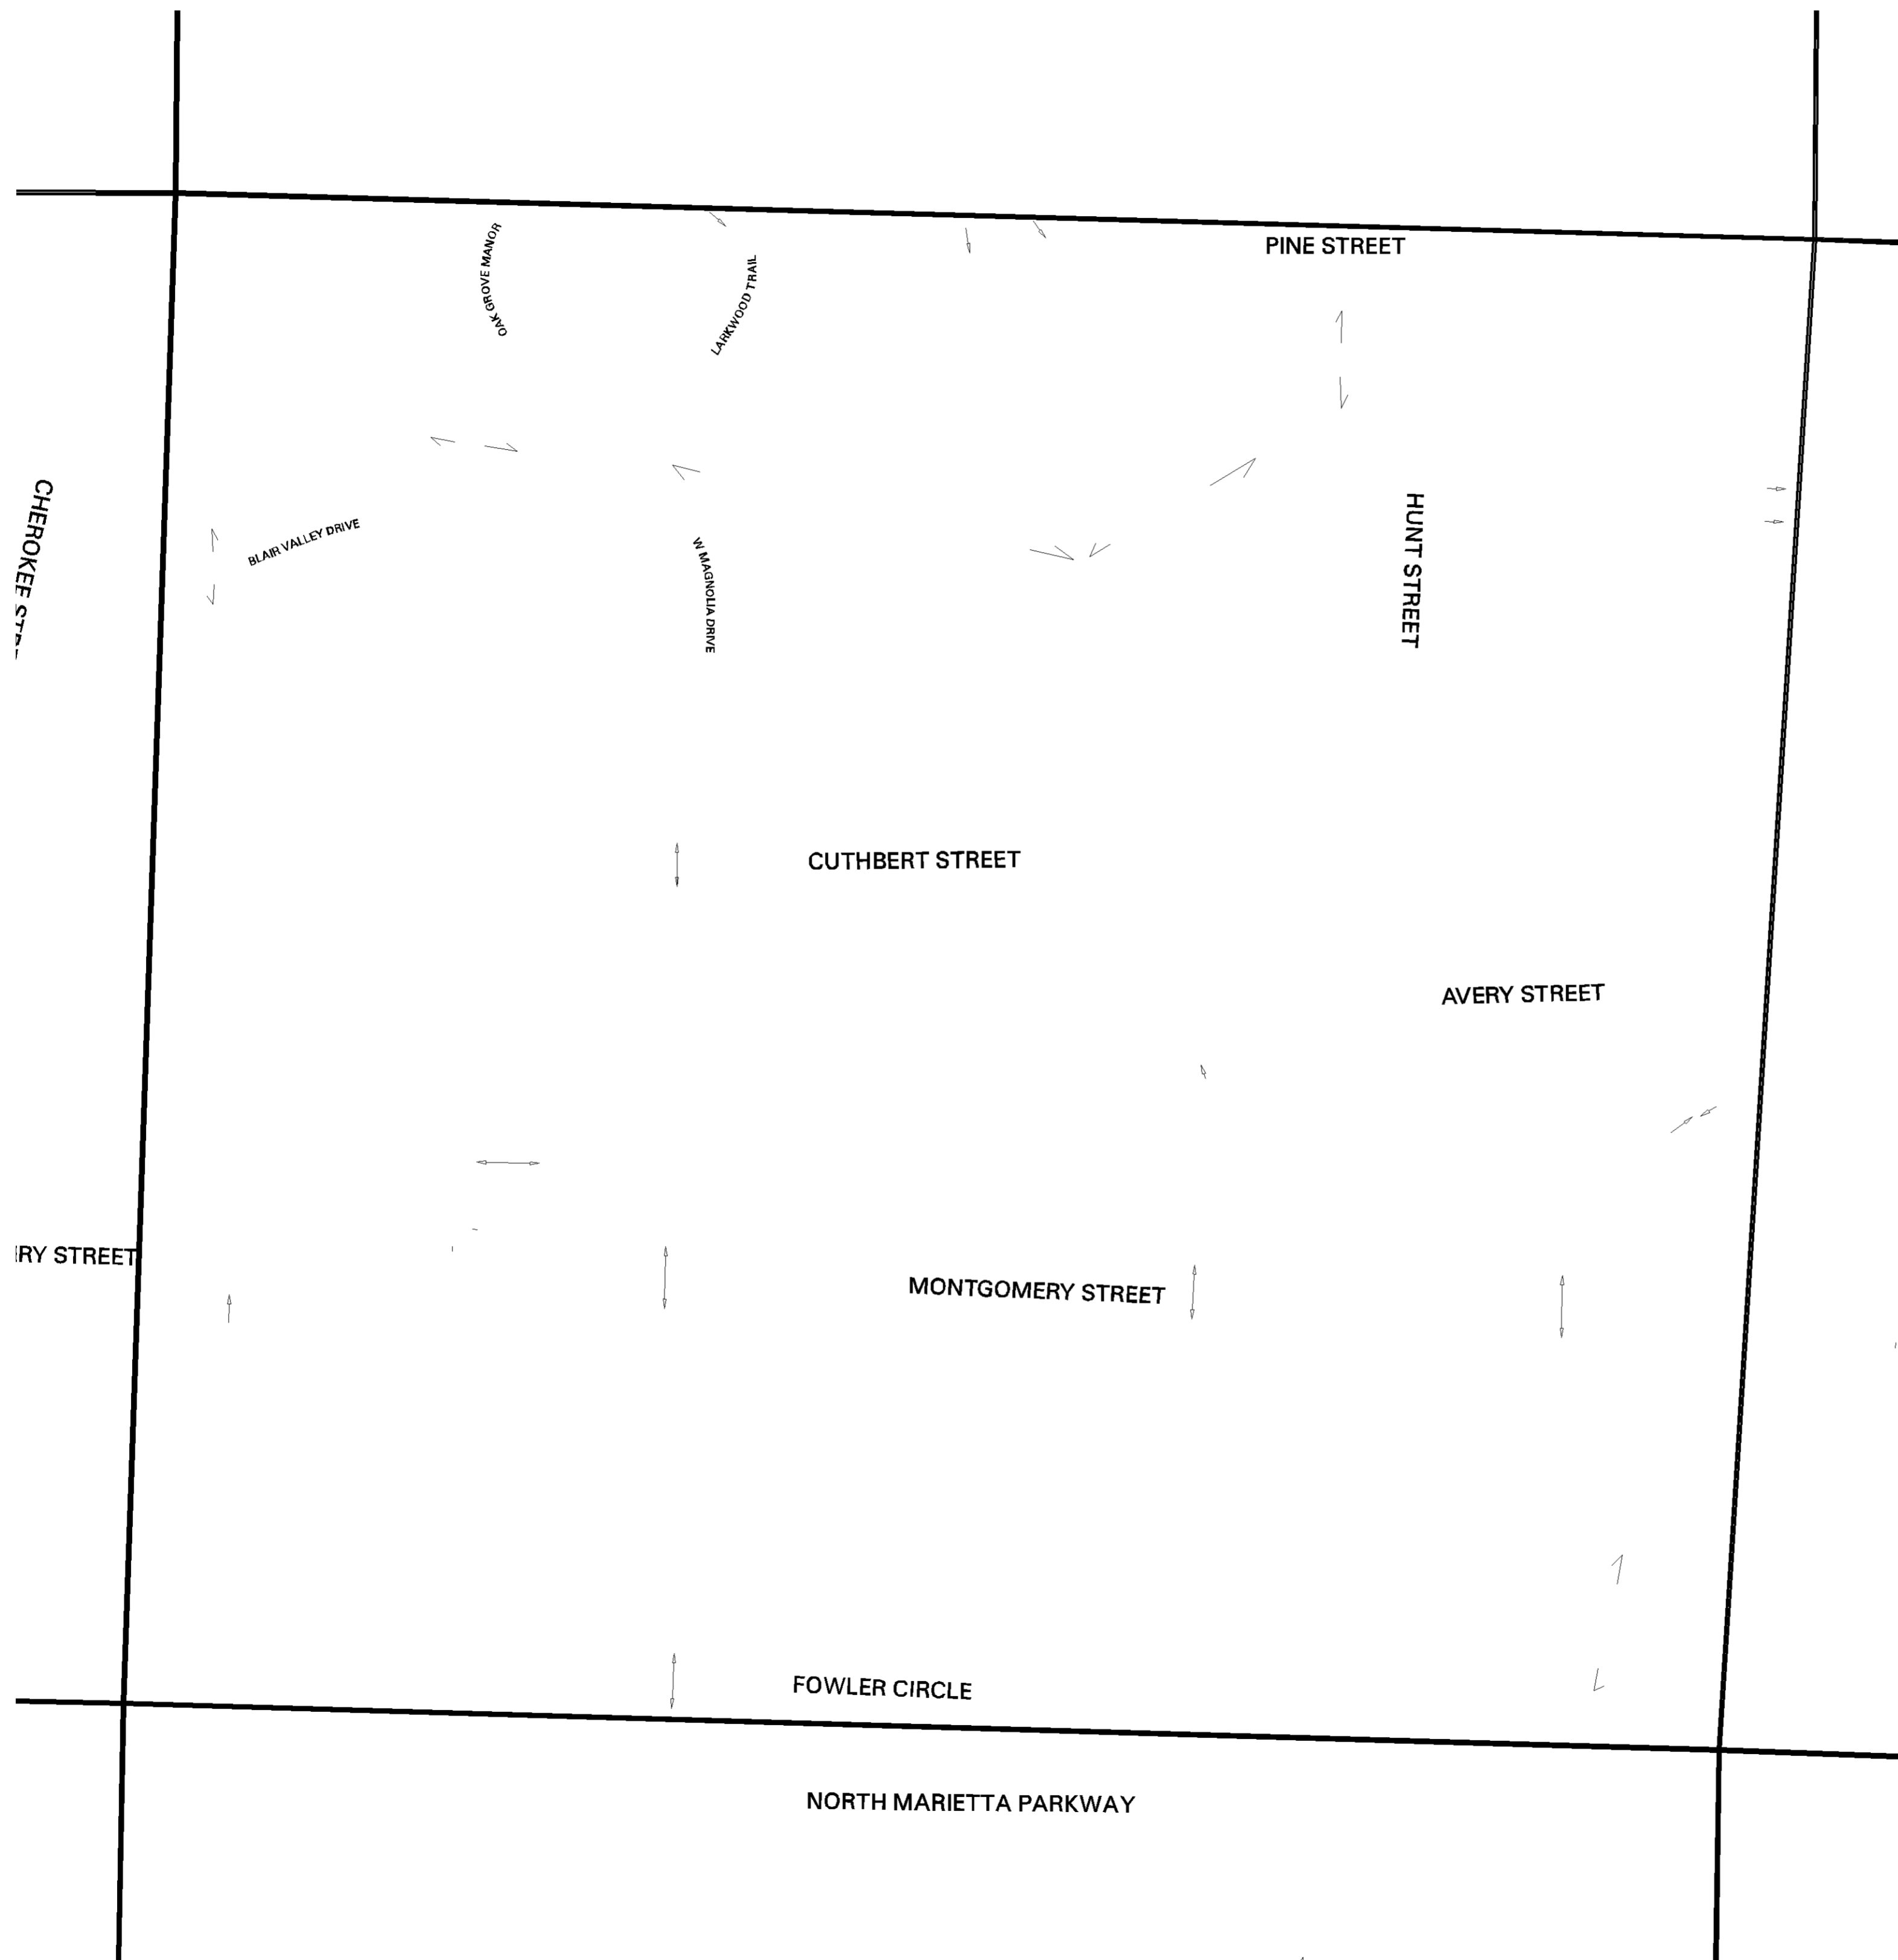 PINE STREET
OAK GROVE MANOR
LARKWOOD TRAIL
CHEROKEE
HUNT STREET
BLAIR VALLEY DRIVE
W MAGNOLIA DRIVE
CUTHBERT STREET
AVERY STREET
RY STREET
MONTGOMERY STREET
FOWLER CIRCLE
NORTH MARIETTA PARKWAY